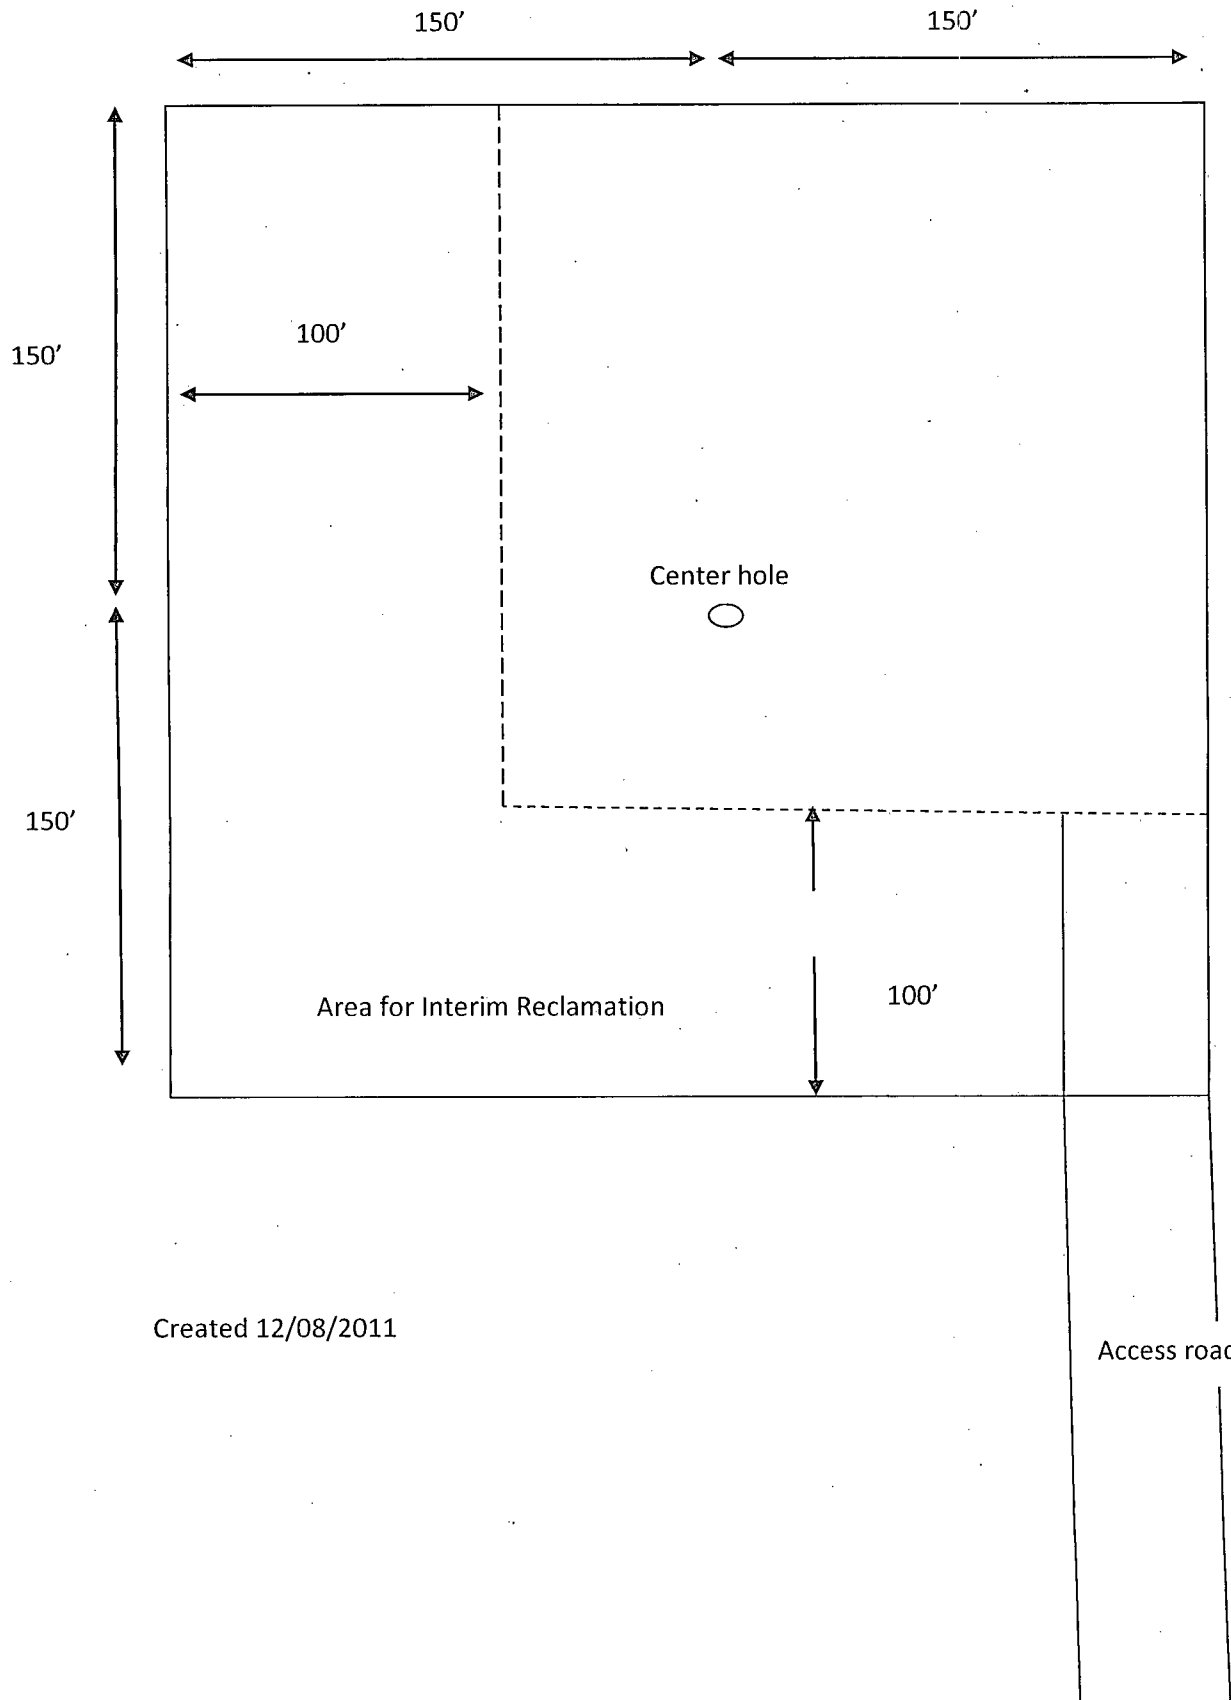 150′ 150′
100′
150′
Center hole
150′
100′
Area for Interim Reclamation
Created 12/08/2011
Access road